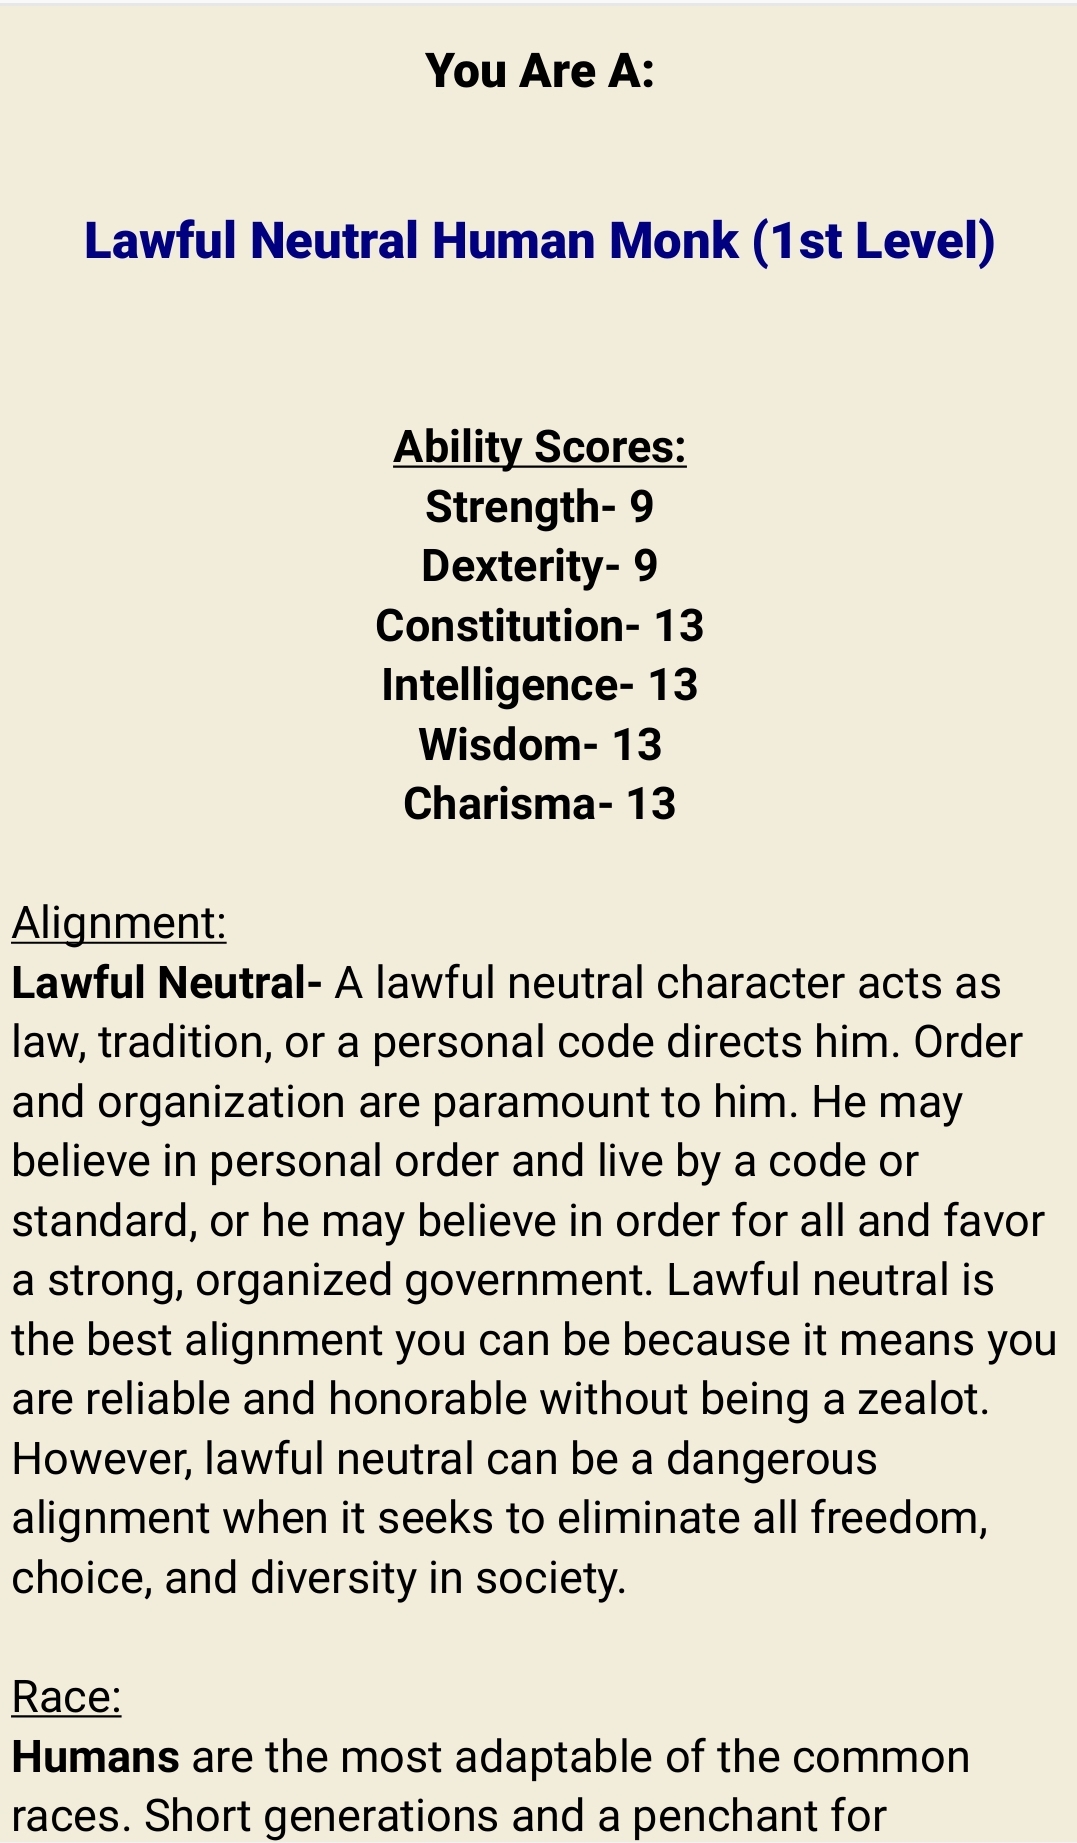 You Are A:
Lawful Neutral Human Monk (1st Level)
Ability Scores:
Strength- 9
Dexterity- 9
Constitution- 13
Intelligence- 13
Wisdom- 13
Charisma- 13
Alignment:
Lawful Neutral- A lawful neutral character acts as
law, tradition, or a personal code directs him. Order
and organization are paramount to him. He may
believe in personal order and live by a code or
standard, or he may believe in order for all and favor
a strong, organized government. Lawful neutral is
the best alignment you can be because it means you
are reliable and honorable without being a zealot.
However, lawful neutral can be a dangerous
alignment when it seeks to eliminate all freedom,
choice, and diversity in society.
Race:
Humans are the most adaptable of the common
races. Short generations and a penchant for